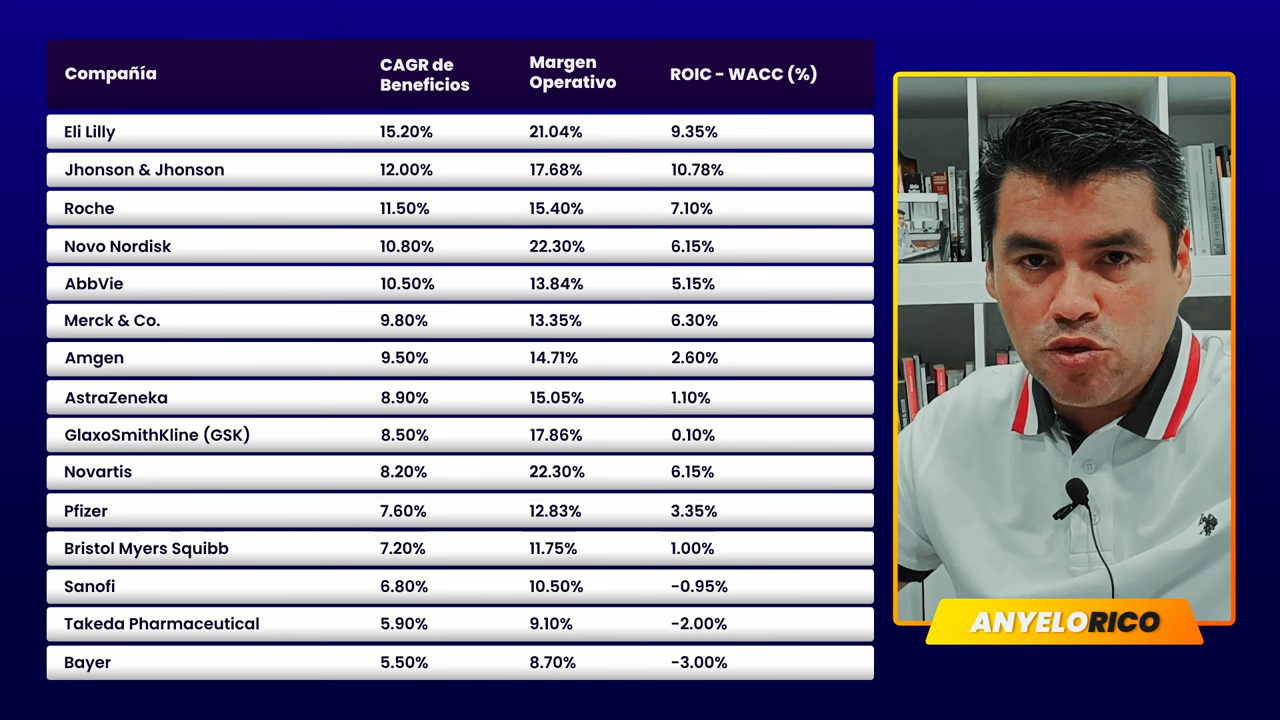 Compañía CAGR de Beneficios Margen Operativo ROIC - WACC (%)
Eli Lilly 15.20% 21.04% 9.35%
Jhonson & Jhonson 12.00% 17.68% 10.78%
Roche 11.50% 15.40% 7.10%
Novo Nordisk 10.80% 22.30% 6.15%
AbbVie 10.50% 13.84% 5.15%
Merck & Co. 9.80% 13.35% 6.30%
Amgen 9.50% 14.71% 2.60%
AstraZeneka 8.90% 15.05% 1.10%
GlaxoSmithKline (GSK) 8.50% 17.86% 0.10%
Novartis 8.20% 22.30% 6.15%
Pfizer 7.60% 12.83% 3.35%
Bristol Myers Squibb 7.20% 11.75% 1.00%
Sanofi 6.80% 10.50% -0.95%
Takeda Pharmaceutical 5.90% 9.10% -2.00%
Bayer 5.50% 8.70% -3.00%
ANYELORICO